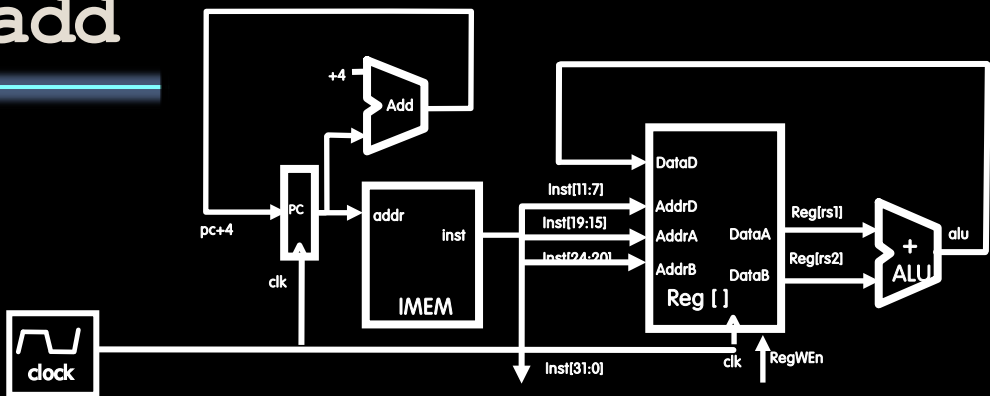 add
+4
Add
DataD
Inst[11:7]
PC
addr
AddrD
Reg[rs1]
pc+4
Inst[19:15]
inst
AddrA
DataA
+
alu
Inst[24:20]
AddrB
DataB
Reg[rs2]
ALU
clk
IMEM
Reg [ ]
clock
clk
RegWEn
Inst[31:0]